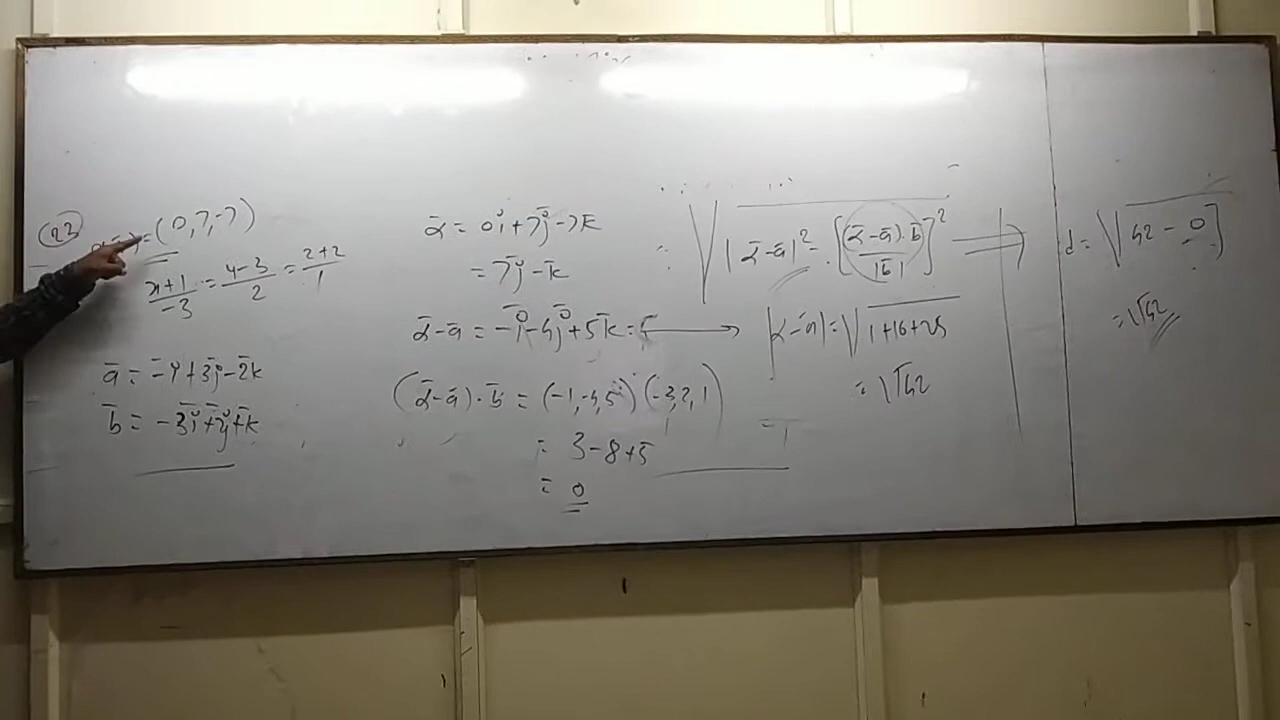 (23)
= (0,7,-7)
x+1/-3 = y-3/2 = z+2/1
a̅ = -i+3j-2k
b̅ = -3i+2j+k
α̅ = 0i+7j-7k
= 7j-k
α̅-a̅ = -i-4j+5k =
(α̅-a̅)·b̅ = (-1,-4,5)(-3,2,1)
= 3-8+5
= 0
∴ √|α̅-a̅|²-[(α̅-a̅)·b̅/|b̅|]² ⇒
|α-a| = √1+16+25
= √42
d = √42-0
= √42